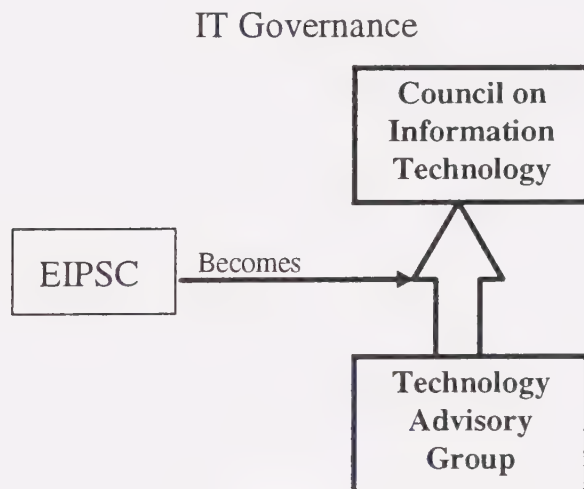 IT Governance
Council on
Information
Technology
EIPSC
Becomes
Technology
Advisory
Group